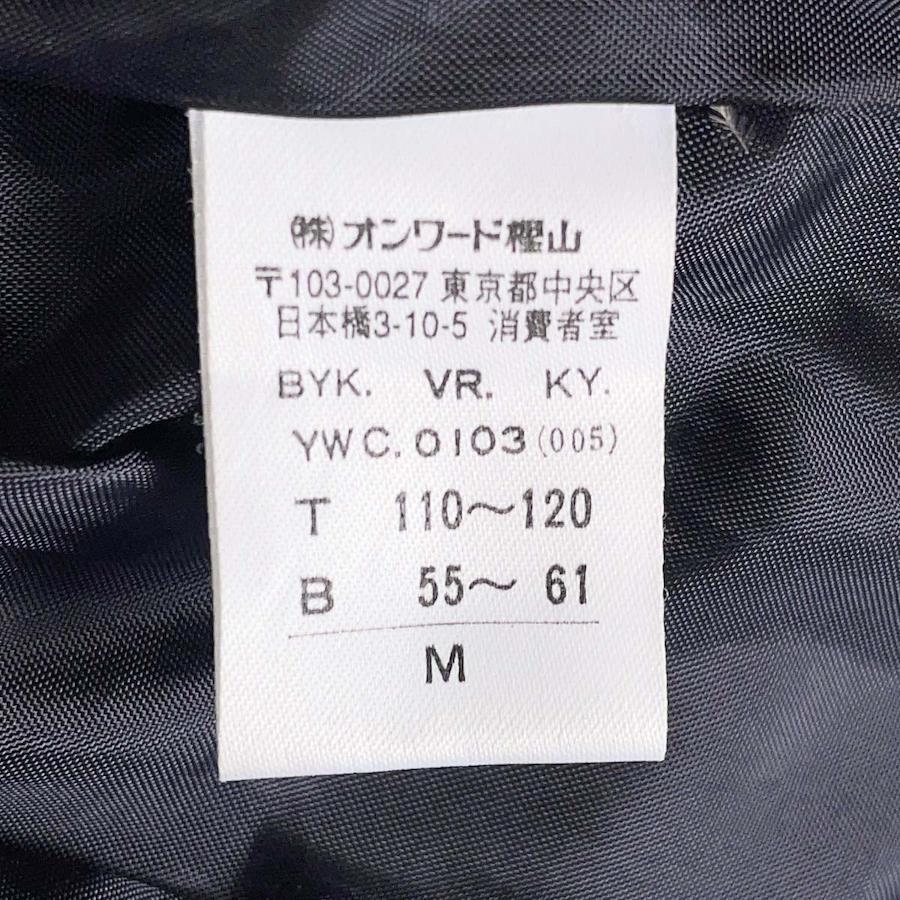 ㈱オンワード樫山
〒103-0027 東京都中央区
日本橋3-10-5 消費者室
BYK. VR. KY.
YWC.0103(005)
T 110～120
B 55～ 61
M